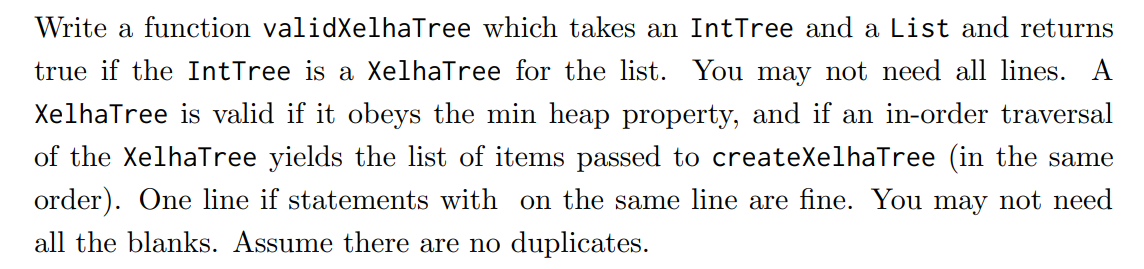 Write a function validXelhaTree which takes an IntTree and a List and returns
true if the IntTree is a XelhaTree for the list. You may not need all lines. A
XelhaTree is valid if it obeys the min heap property, and if an in-order traversal
of the XelhaTree yields the list of items passed to createXelhaTree (in the same
order). One line if statements with on the same line are fine. You may not need
all the blanks. Assume there are no duplicates.